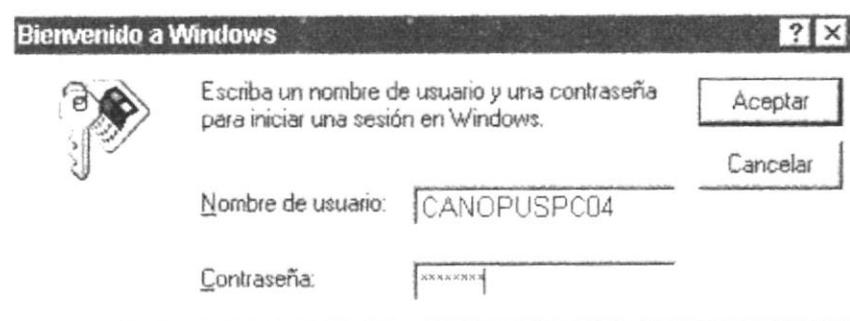 Bienvenido a Windows
Escriba un nombre de usuario y una contraseña
para iniciar una sesión en Windows.
Aceptar
Cancelar
Nombre de usuario: CANOPUSPC04
Contraseña: xxxxxxxx